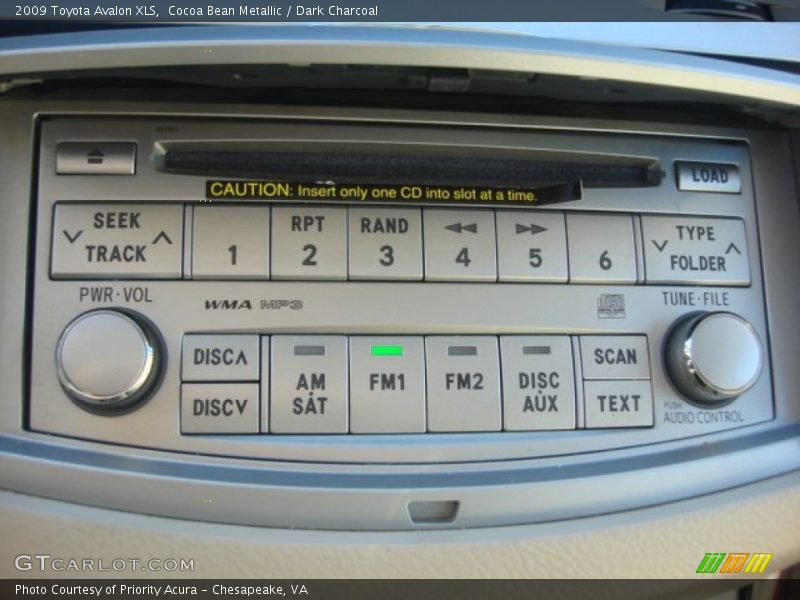 2009 Toyota Avalon XLS,  Cocoa Bean Metallic / Dark Charcoal
LOAD
CAUTION: Insert only one CD into slot at a time.
SEEK
TRACK
1
RPT
2
RAND
3
4
5
6
TYPE
FOLDER
PWR·VOL
WMA MP3
TUNE·FILE
DISC∧
DISC∨
AM
SAT
FM1
FM2
DISC
AUX
SCAN
TEXT
PUSH
AUDIO CONTROL
GTCARLOT.COM
Photo Courtesy of Priority Acura – Chesapeake, VA